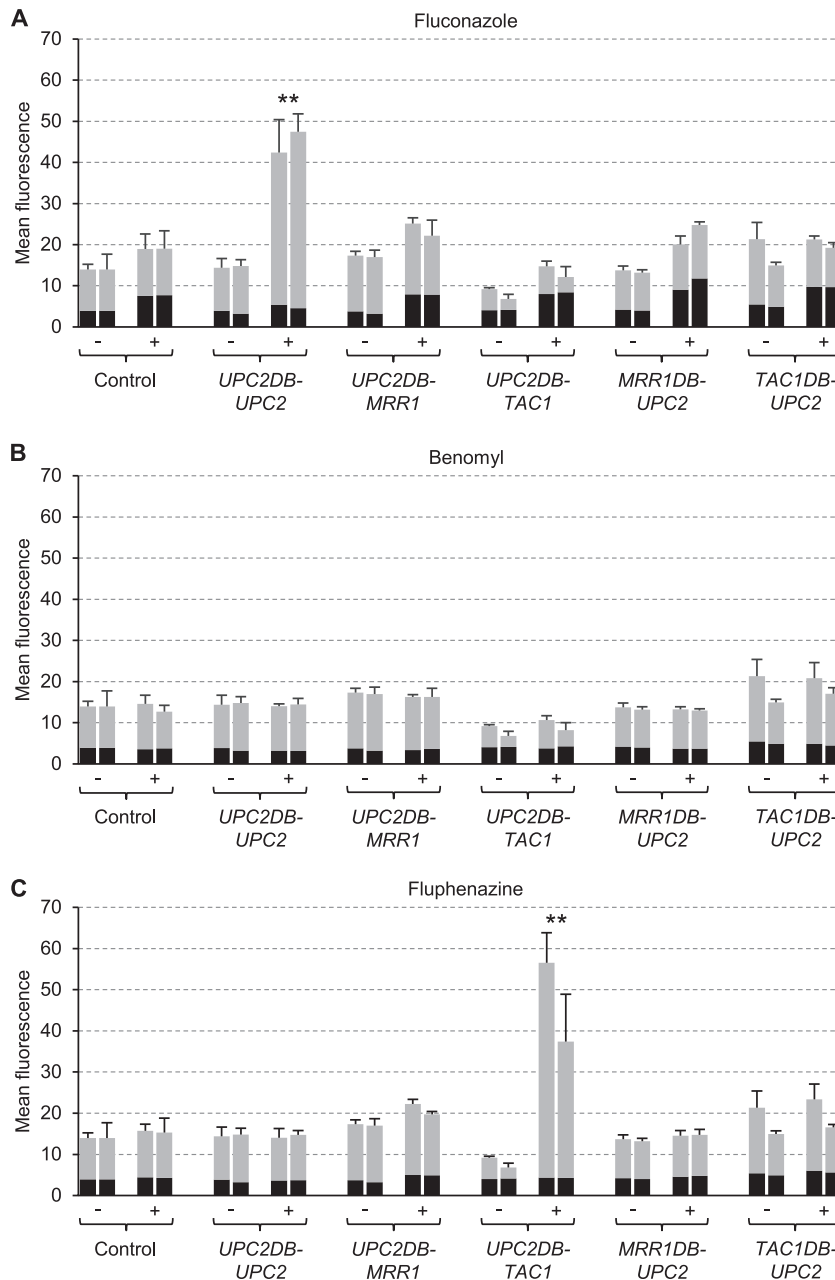 A
Fluconazole
Mean fluorescence
70
60
50
40
30
20
10
0
**
- + - + - + - + - + - +
Control UPC2DB- UPC2DB- UPC2DB- MRR1DB- TAC1DB-
UPC2 MRR1 TAC1 UPC2 UPC2
B
Benomyl
Mean fluorescence
70
60
50
40
30
20
10
0
- + - + - + - + - + - +
Control UPC2DB- UPC2DB- UPC2DB- MRR1DB- TAC1DB-
UPC2 MRR1 TAC1 UPC2 UPC2
C
Fluphenazine
Mean fluorescence
70
60
50
40
30
20
10
0
**
- + - + - + - + - + - +
Control UPC2DB- UPC2DB- UPC2DB- MRR1DB- TAC1DB-
UPC2 MRR1 TAC1 UPC2 UPC2